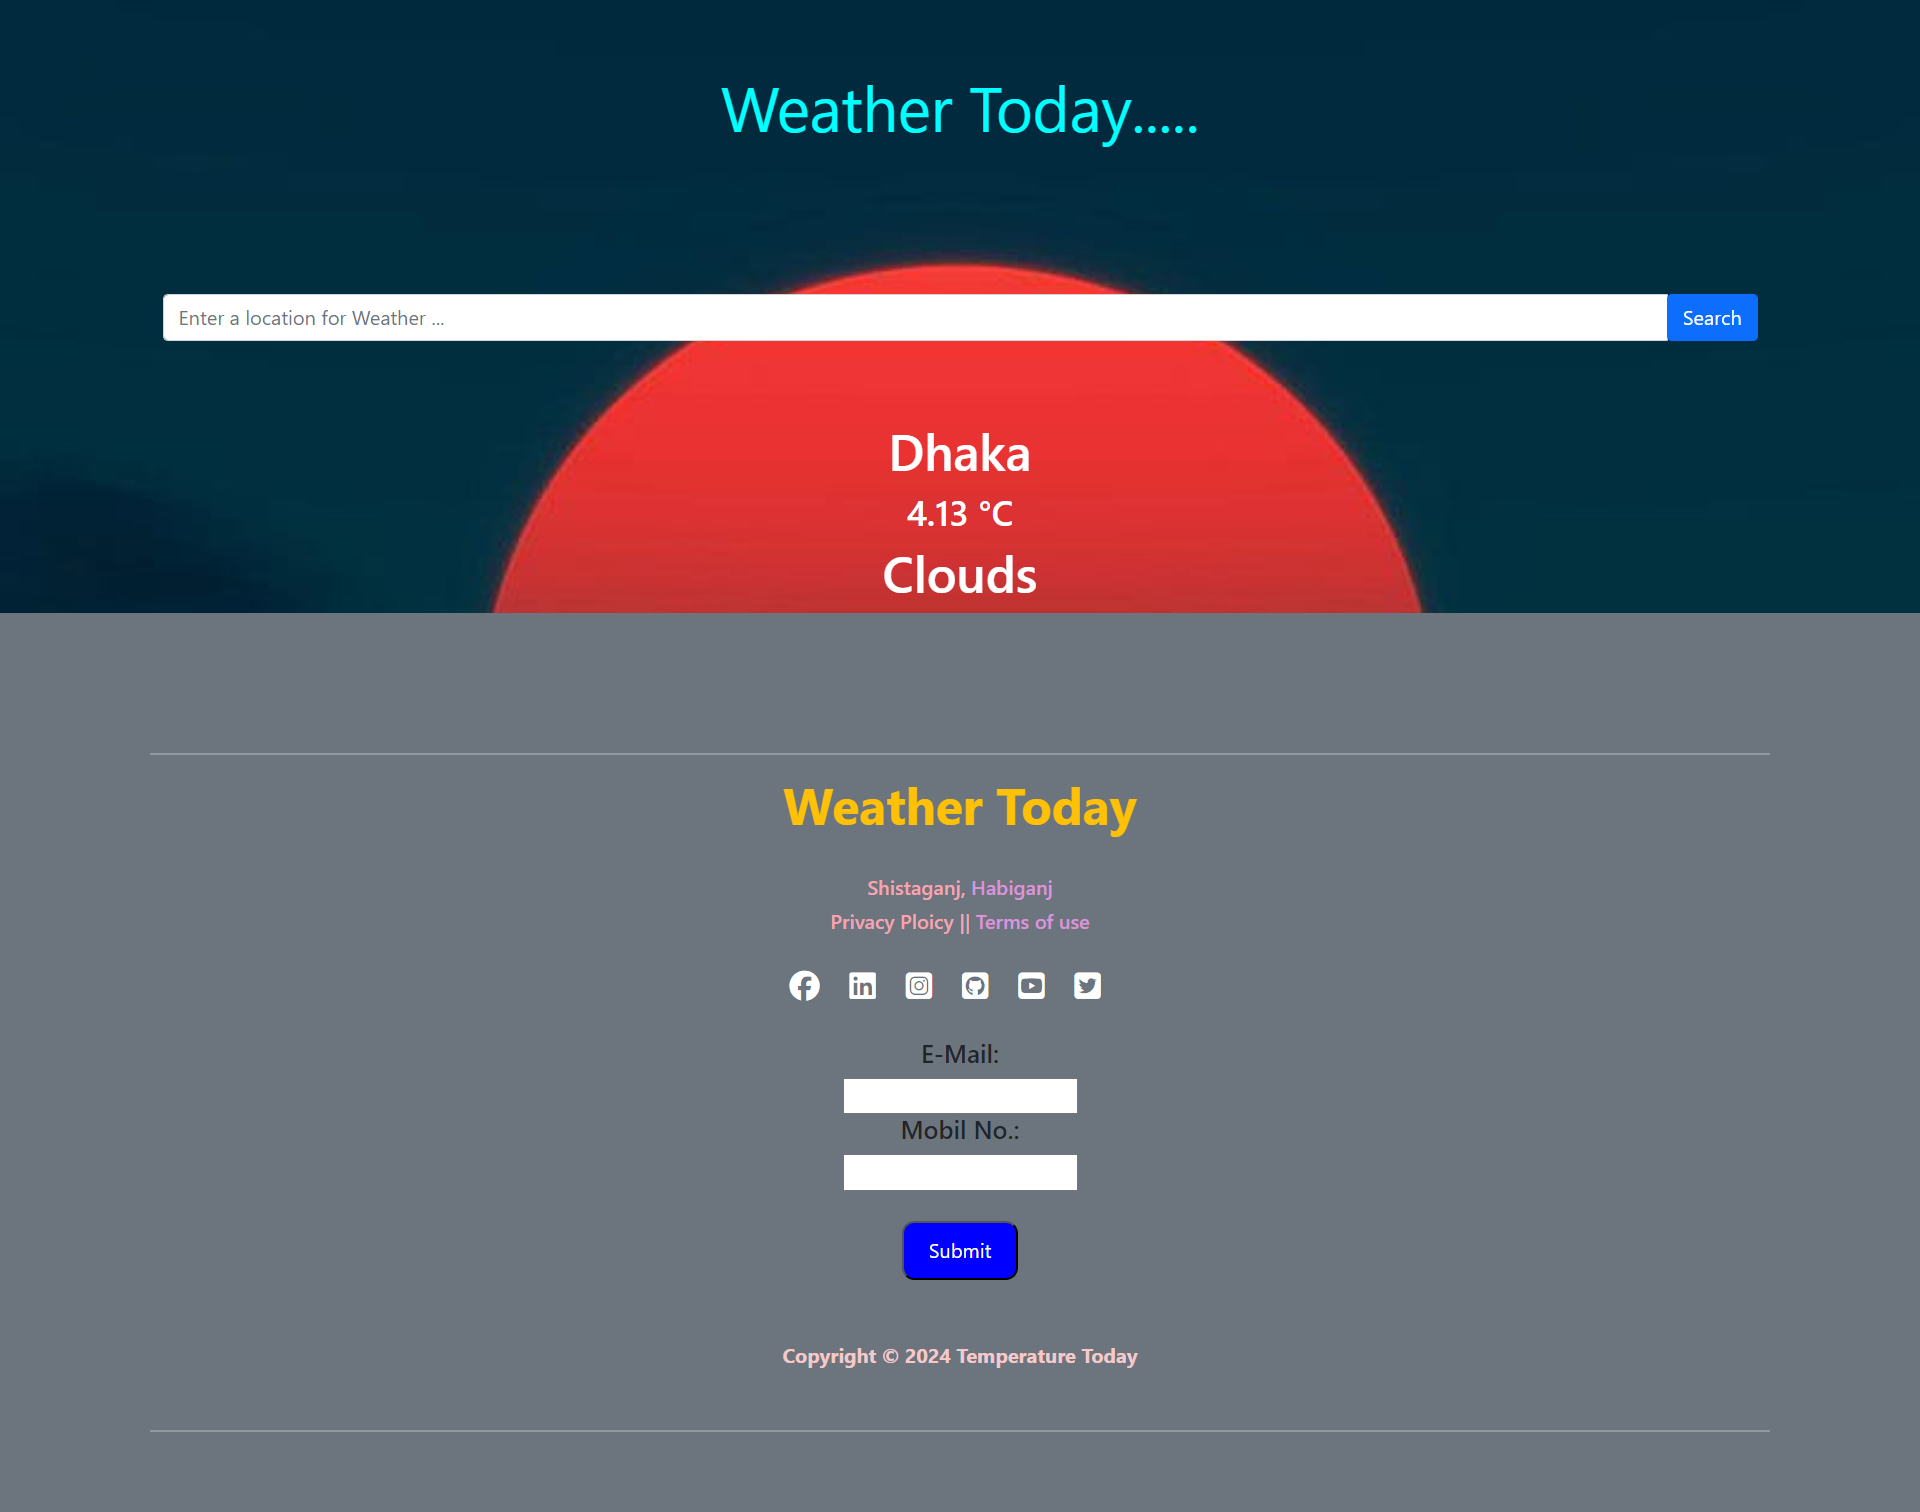 Weather Today.....
Enter a location for Weather ...
Search
Dhaka
4.13 °C
Clouds
Weather Today
Shistaganj, Habiganj
Privacy Ploicy || Terms of use
E-Mail:
Mobil No.:
Submit
Copyright © 2024 Temperature Today